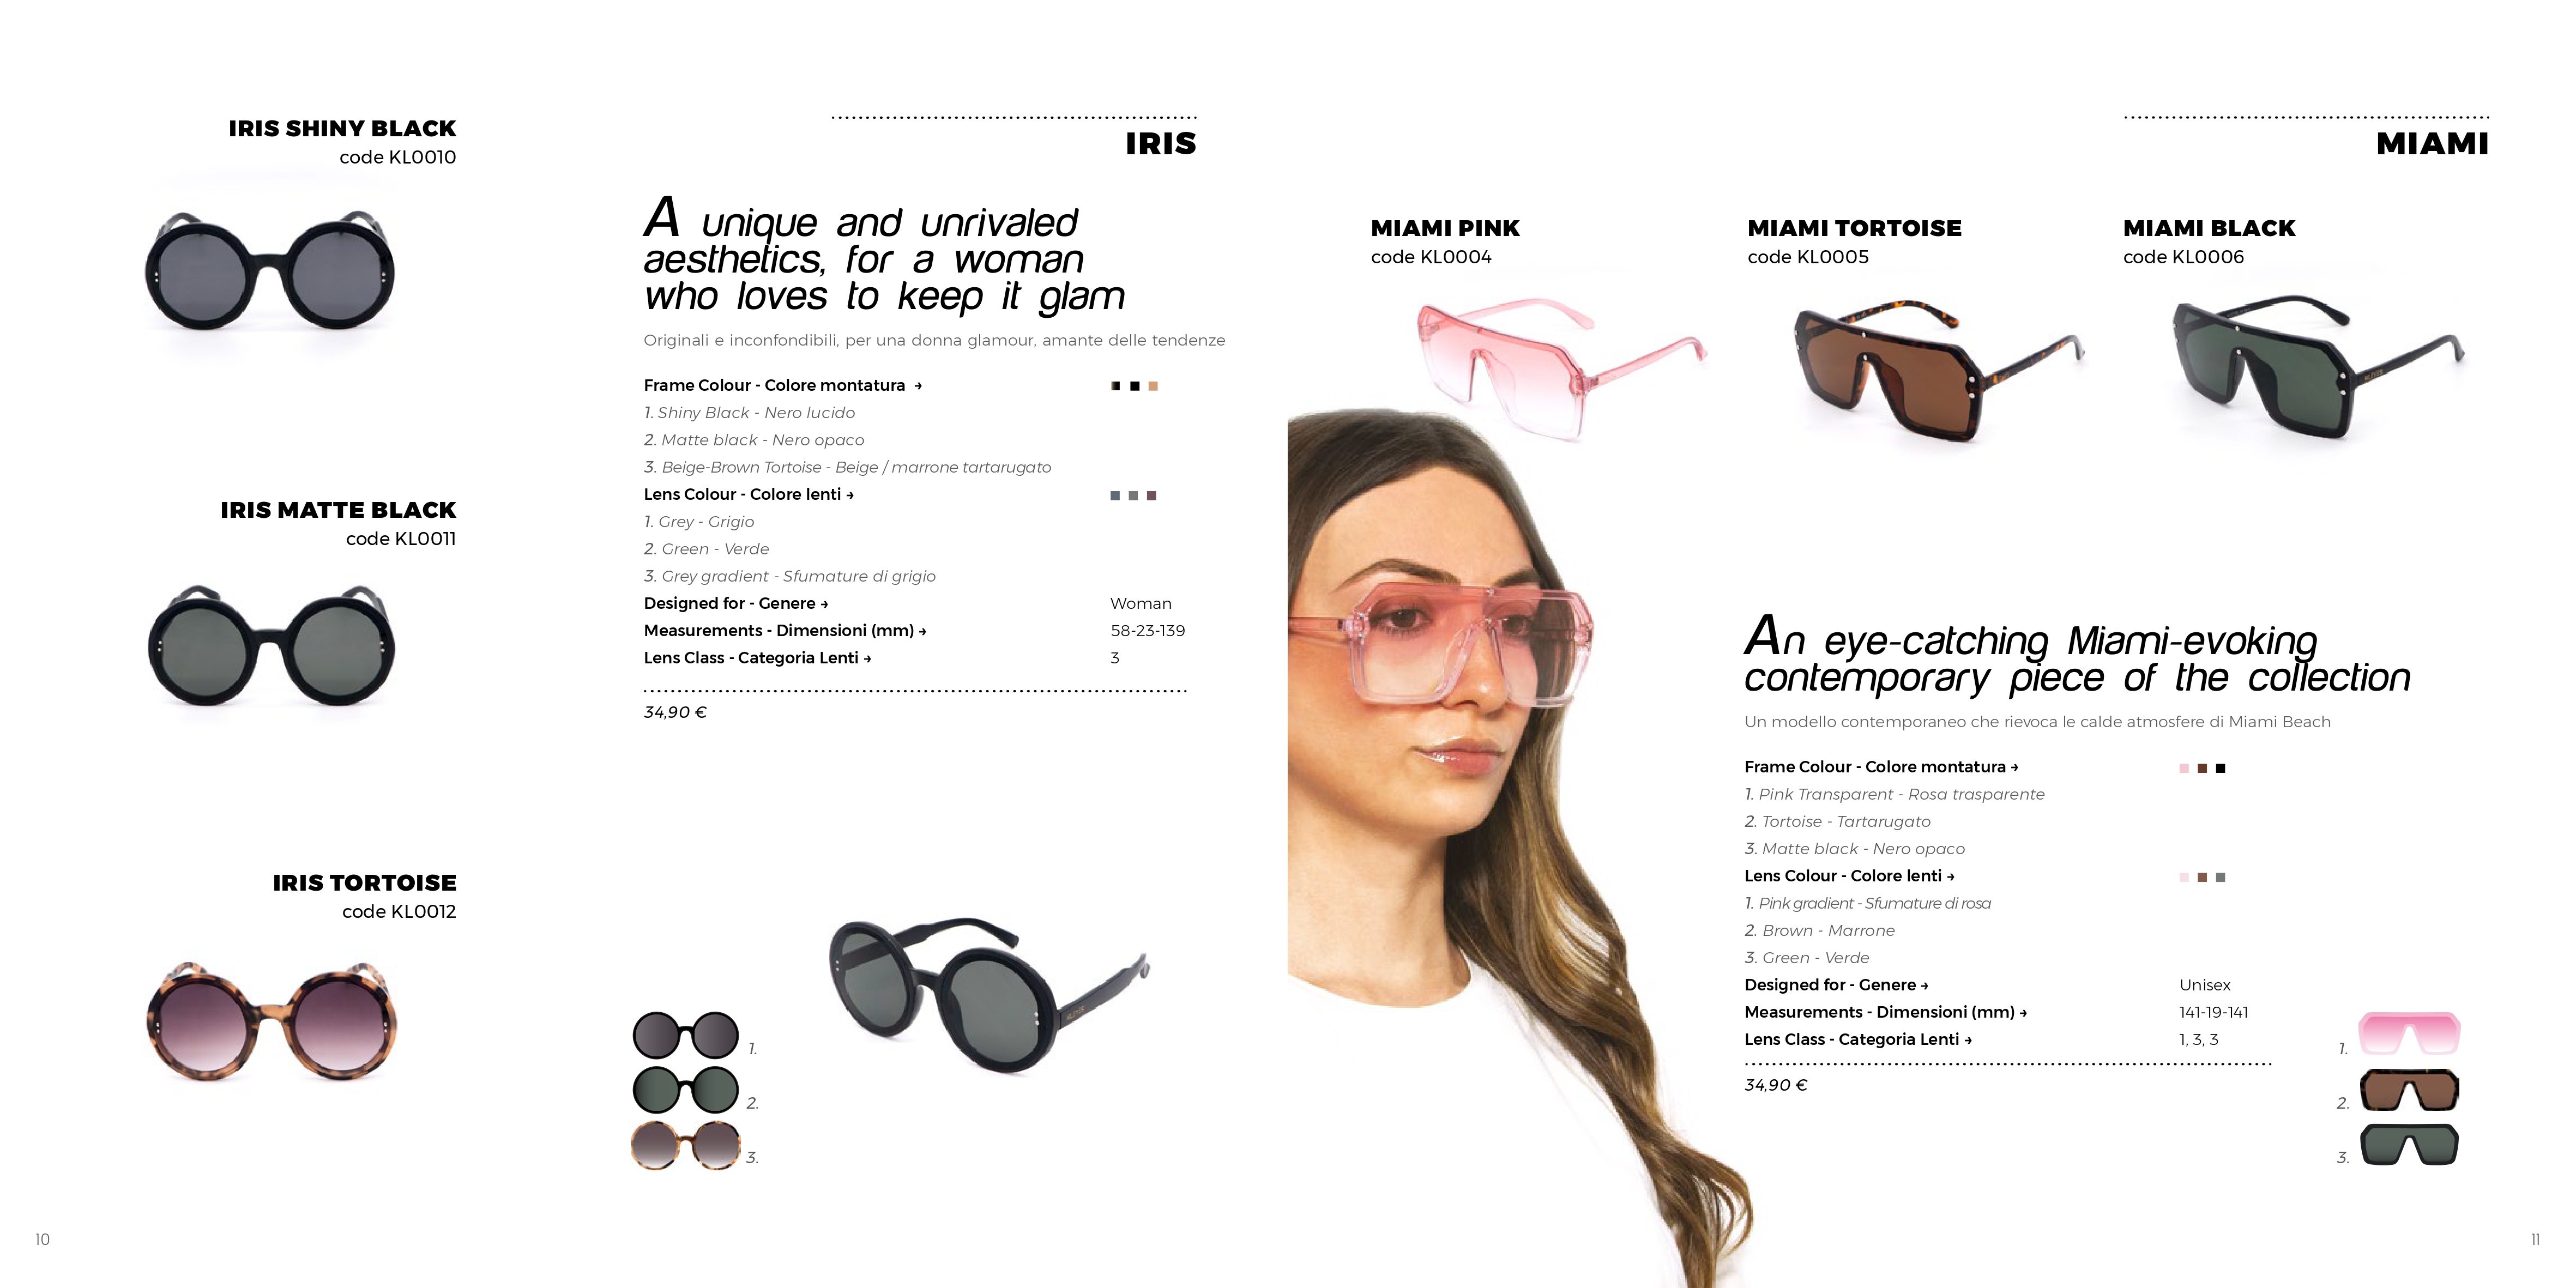 IRIS SHINY BLACK
code KL0010
IRIS MATTE BLACK
code KL0011
IRIS TORTOISE
code KL0012
IRIS
A unique and unrivaled
aesthetics, for a woman
who loves to keep it glam
Originali e inconfondibili, per una donna glamour, amante delle tendenze
Frame Colour - Colore montatura →
1. Shiny Black - Nero lucido
2. Matte black - Nero opaco
3. Beige-Brown Tortoise - Beige / marrone tartarugato
Lens Colour - Colore lenti →
1. Grey - Grigio
2. Green - Verde
3. Grey gradient - Sfumature di grigio
Designed for - Genere → Woman
Measurements - Dimensioni (mm) → 58-23-139
Lens Class - Categoria Lenti → 3
34,90 €
1.
2.
3.
10
MIAMI
MIAMI PINK
code KL0004
MIAMI TORTOISE
code KL0005
MIAMI BLACK
code KL0006
An eye-catching Miami-evoking
contemporary piece of the collection
Un modello contemporaneo che rievoca le calde atmosfere di Miami Beach
Frame Colour - Colore montatura →
1. Pink Transparent - Rosa trasparente
2. Tortoise - Tartarugato
3. Matte black - Nero opaco
Lens Colour - Colore lenti →
1. Pink gradient - Sfumature di rosa
2. Brown - Marrone
3. Green - Verde
Designed for - Genere → Unisex
Measurements - Dimensioni (mm) → 141-19-141
Lens Class - Categoria Lenti → 1, 3, 3
34,90 €
1.
2.
3.
11